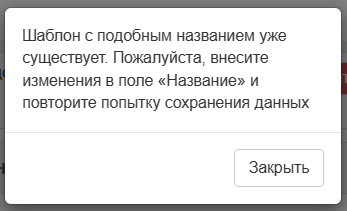 Шаблон с подобным названием уже
существует. Пожалуйста, внесите
изменения в поле «Название» и
повторите попытку сохранения данных
Закрыть